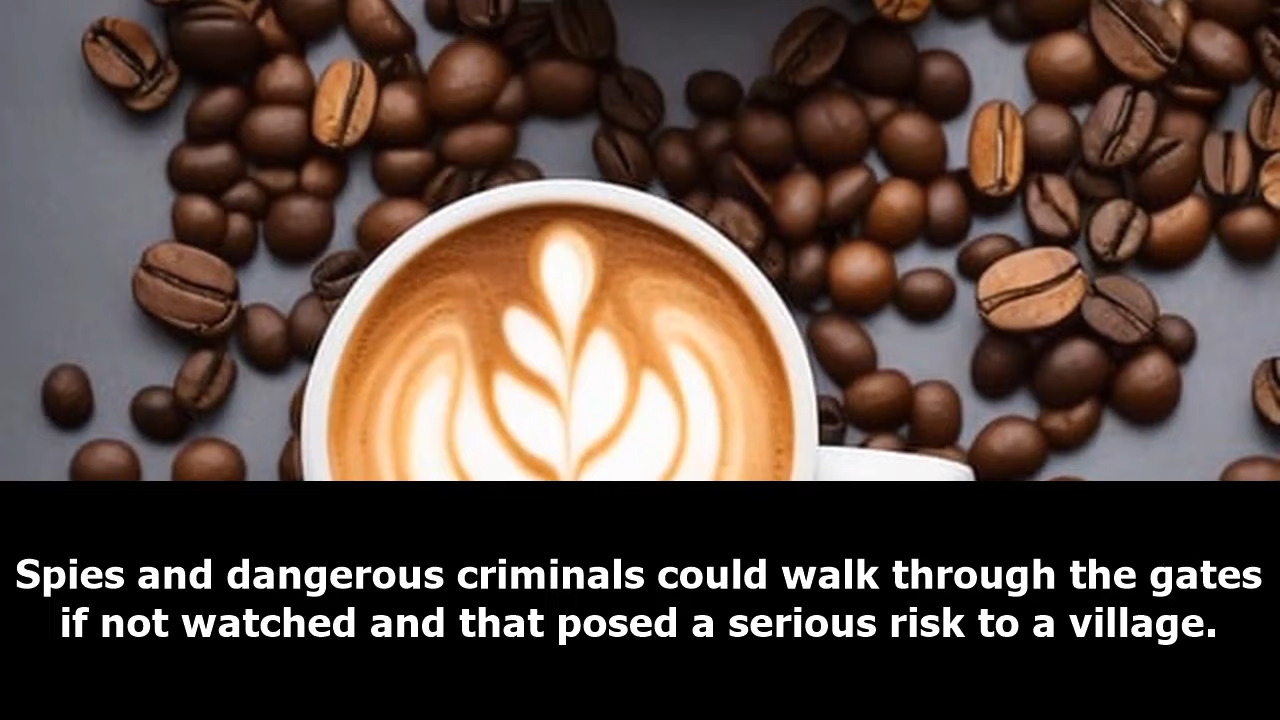 Spies and dangerous criminals could walk through the gates
if not watched and that posed a serious risk to a village.